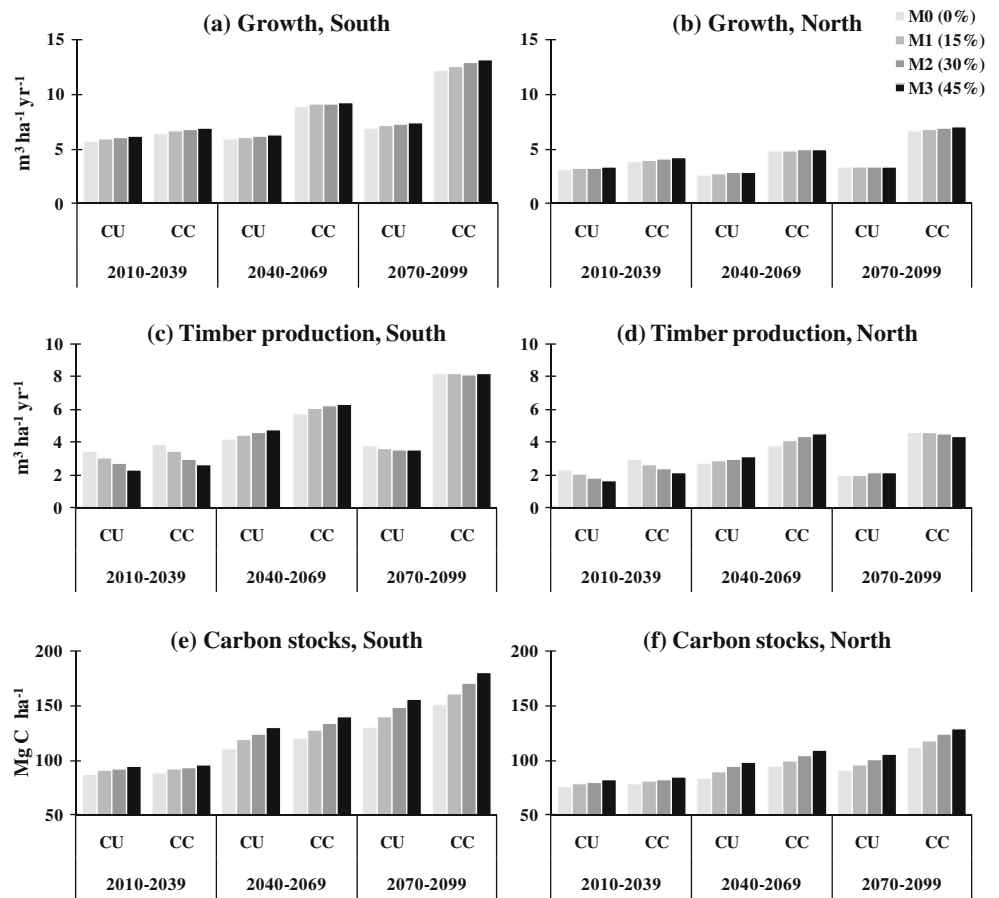 (a) Growth, South
15
10
5
0
m³ ha⁻¹ yr⁻¹
CU CC CU CC CU CC
2010-2039 2040-2069 2070-2099
(b) Growth, North
M0 (0%)
M1 (15%)
M2 (30%)
M3 (45%)
15
10
5
0
CU CC CU CC CU CC
2010-2039 2040-2069 2070-2099
(c) Timber production, South
10
8
6
4
2
0
m³ ha⁻¹ yr⁻¹
CU CC CU CC CU CC
2010-2039 2040-2069 2070-2099
(d) Timber production, North
10
8
6
4
2
0
CU CC CU CC CU CC
2010-2039 2040-2069 2070-2099
(e) Carbon stocks, South
200
150
100
50
Mg C ha⁻¹
CU CC CU CC CU CC
2010-2039 2040-2069 2070-2099
(f) Carbon stocks, North
200
150
100
50
CU CC CU CC CU CC
2010-2039 2040-2069 2070-2099